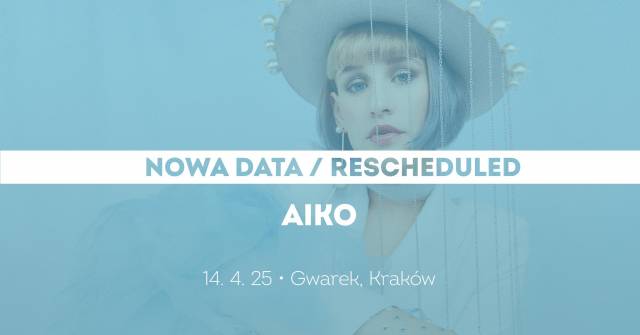 NOWA DATA / RESCHEDULED
AIKO
14. 4. 25 • Gwarek, Kraków